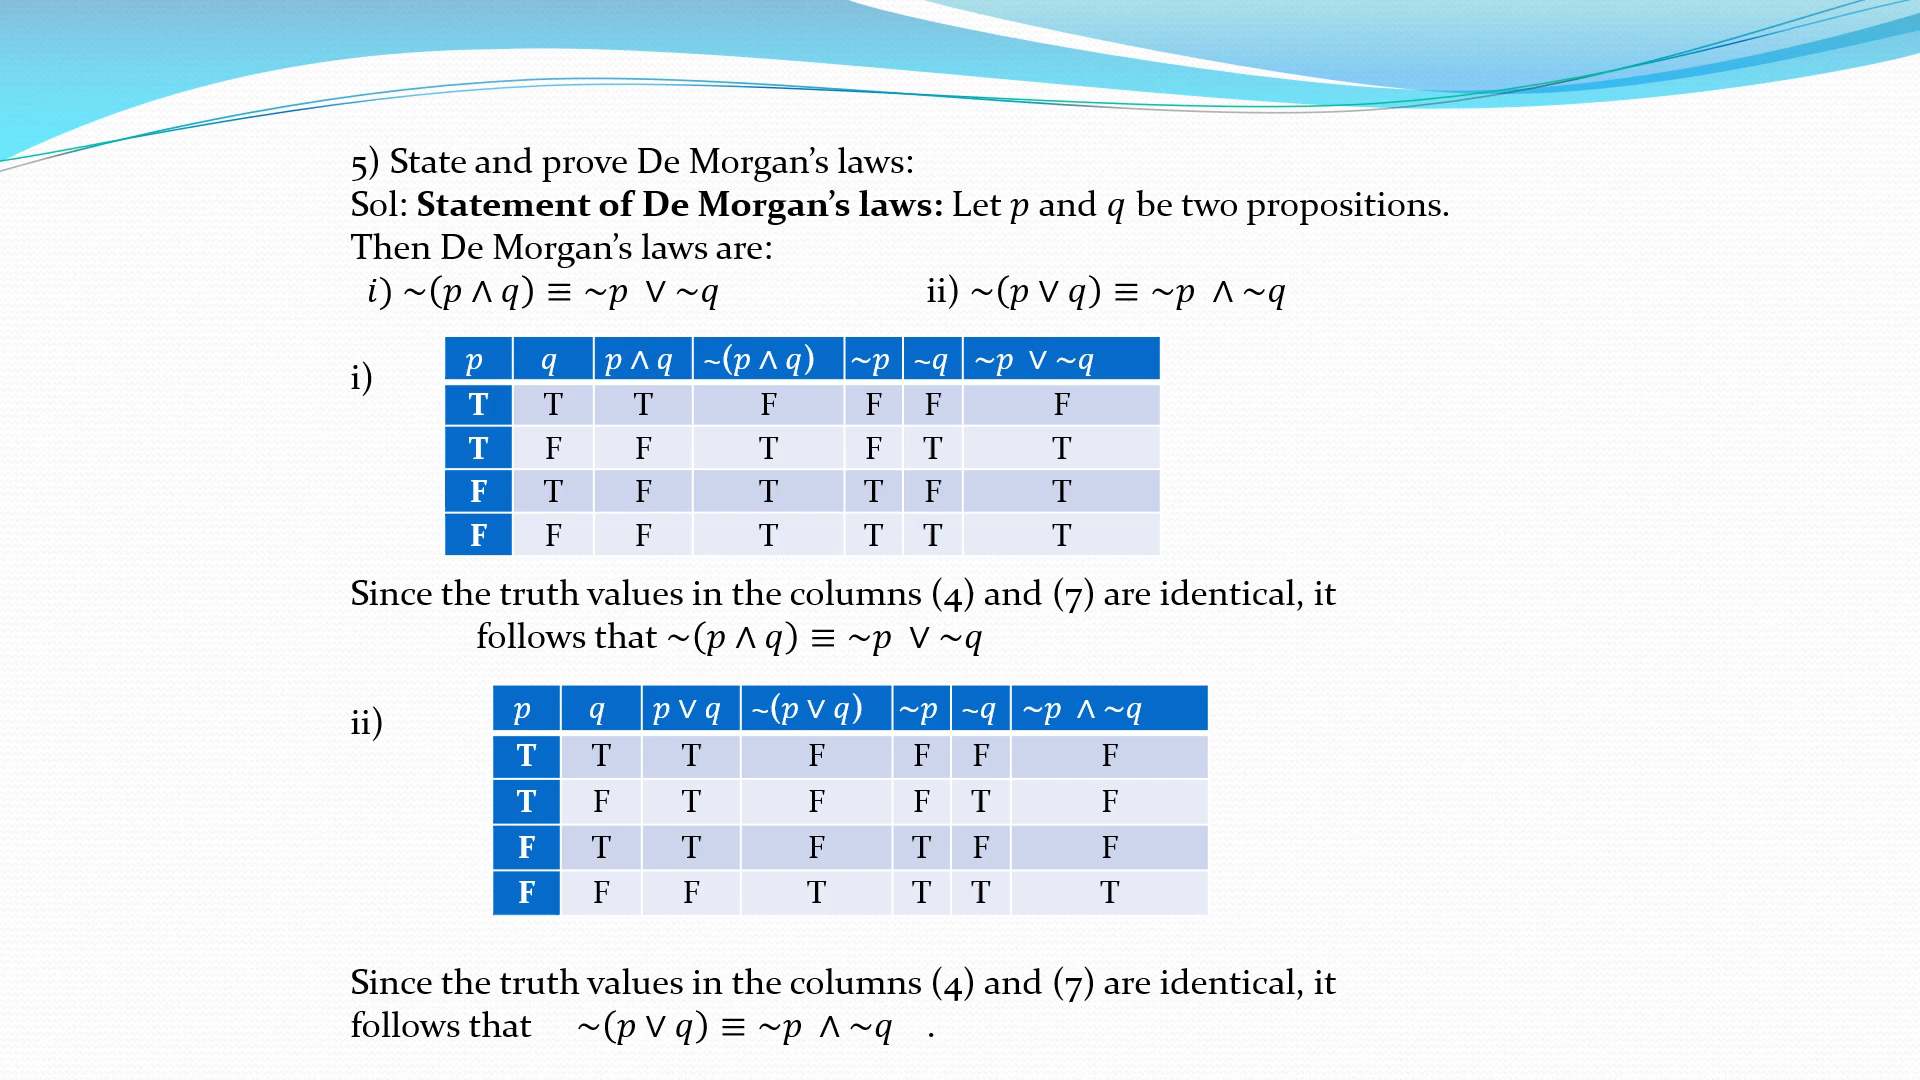 5) State and prove De Morgan's laws:
Sol: Statement of De Morgan's laws: Let 𝑝 and 𝑞 be two propositions.
Then De Morgan's laws are:
𝑖) ~(𝑝 ∧ 𝑞) ≡ ~𝑝 ∨ ~𝑞 ii) ~(𝑝 ∨ 𝑞) ≡ ~𝑝 ∧ ~𝑞
i)
𝑝 𝑞 𝑝 ∧ 𝑞 ~(𝑝 ∧ 𝑞) ~𝑝 ~𝑞 ~𝑝 ∨ ~𝑞
T T T F F F F
T F F T F T T
F T F T T F T
F F F T T T T
Since the truth values in the columns (4) and (7) are identical, it
follows that ~(𝑝 ∧ 𝑞) ≡ ~𝑝 ∨ ~𝑞
ii)
𝑝 𝑞 𝑝 ∨ 𝑞 ~(𝑝 ∨ 𝑞) ~𝑝 ~𝑞 ~𝑝 ∧ ~𝑞
T T T F F F F
T F T F F T F
F T T F T F F
F F F T T T T
Since the truth values in the columns (4) and (7) are identical, it
follows that ~(𝑝 ∨ 𝑞) ≡ ~𝑝 ∧ ~𝑞 .